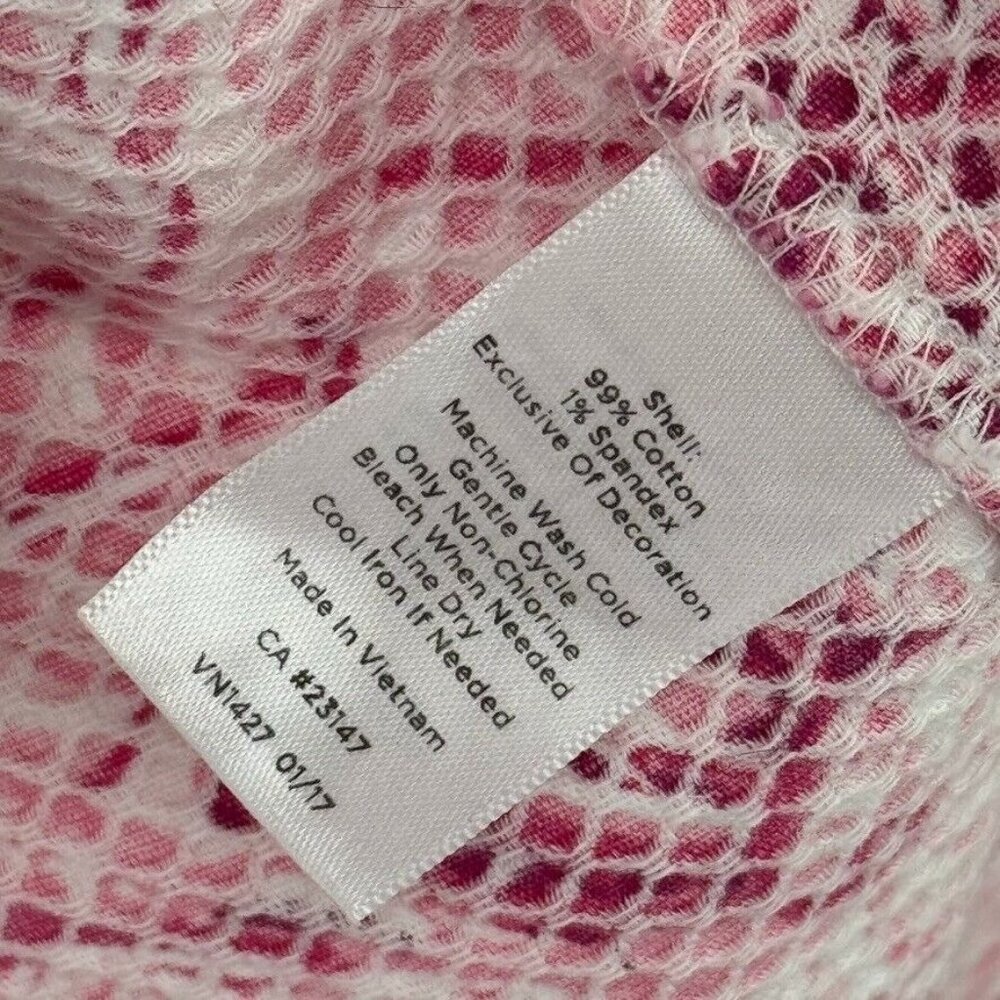 Shell:
99% Cotton
1% Spandex
Exclusive Of Decoration
Machine Wash Cold
Gentle Cycle
Only Non-Chlorine
Bleach When Needed
Line Dry
Cool Iron If Needed
Made In Vietnam
CA #23147
VN1427 01/17